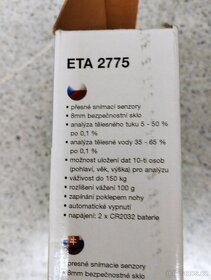 ETA 2775
• přesné snímací senzory
• 8mm bezpečnostní sklo
• analýza tělesného tuku 5 - 50 %
po 0,1 %
• analýza tělesné vody 35 - 65 %
po 0,1 %
• možnost uložení dat 10-ti osob
(pohlaví, věk, výška) pro analýzu
• váživost do 150 kg
• rozlišení vážení 100 g
• zapínání poklepem nohy
• automatické vypnutí
• napájení: 2 x CR2032 baterie
• presné snímacie senzory
• 8mm bezpečnostné sklo